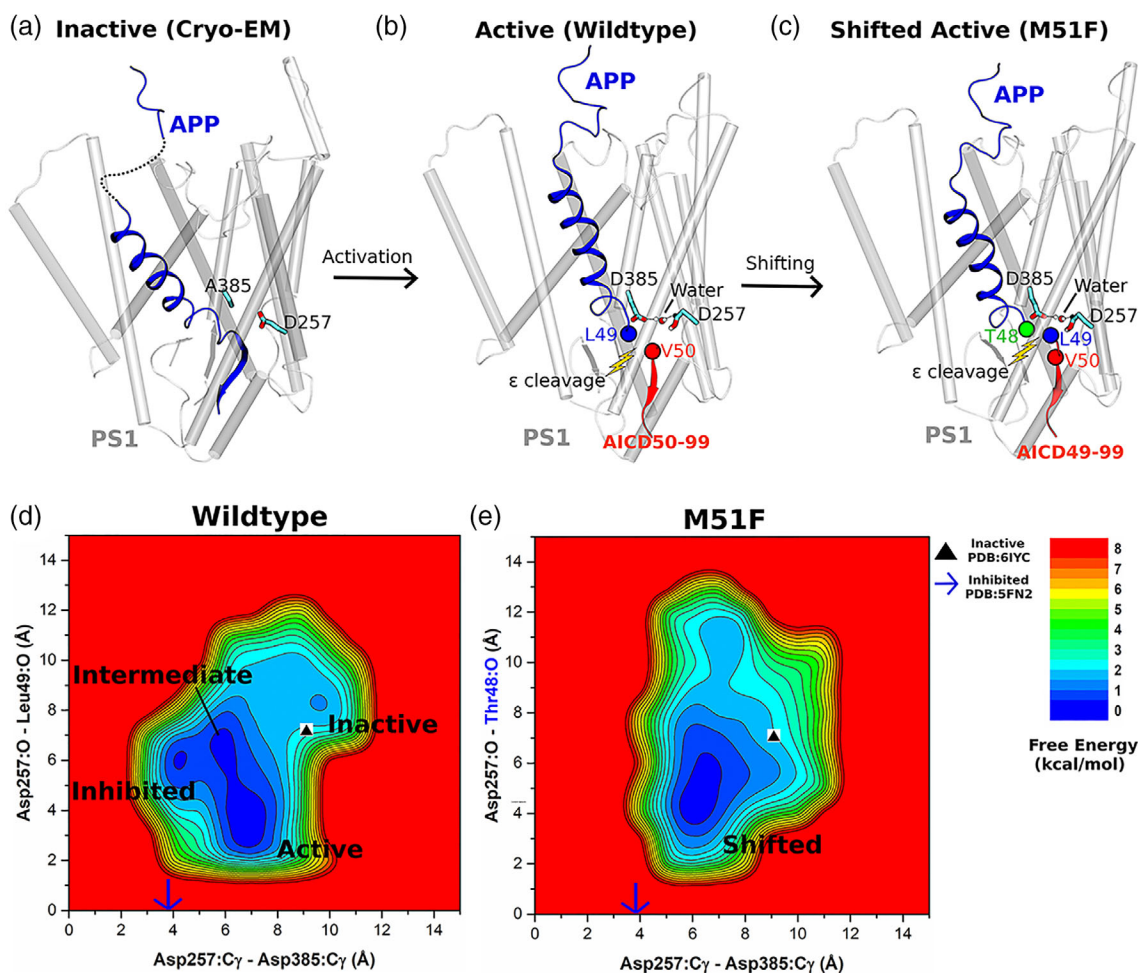 (a) Inactive (Cryo-EM)
APP
A385
D257
PS1
Activation
(b) Active (Wildtype)
APP
D385
Water
D257
L49
V50
ε cleavage
PS1
AICD50-99
Shifting
(c) Shifted Active (M51F)
APP
D385
Water
D257
T48
L49
V50
ε cleavage
PS1
AICD49-99
(d) Wildtype
Asp257:O - Leu49:O (Å)
14
12
10
8
6
4
2
0
Intermediate
Inactive
Inhibited
Active
0 2 4 6 8 10 12 14
Asp257:Cγ - Asp385:Cγ (Å)
(e) M51F
Asp257:O - Thr48:O (Å)
14
12
10
8
6
4
2
0
Shifted
0 2 4 6 8 10 12 14
Asp257:Cγ - Asp385:Cγ (Å)
Inactive
PDB:6IYC
Inhibited
PDB:5FN2
8
7
6
5
4
3
2
1
0
Free Energy
(kcal/mol)